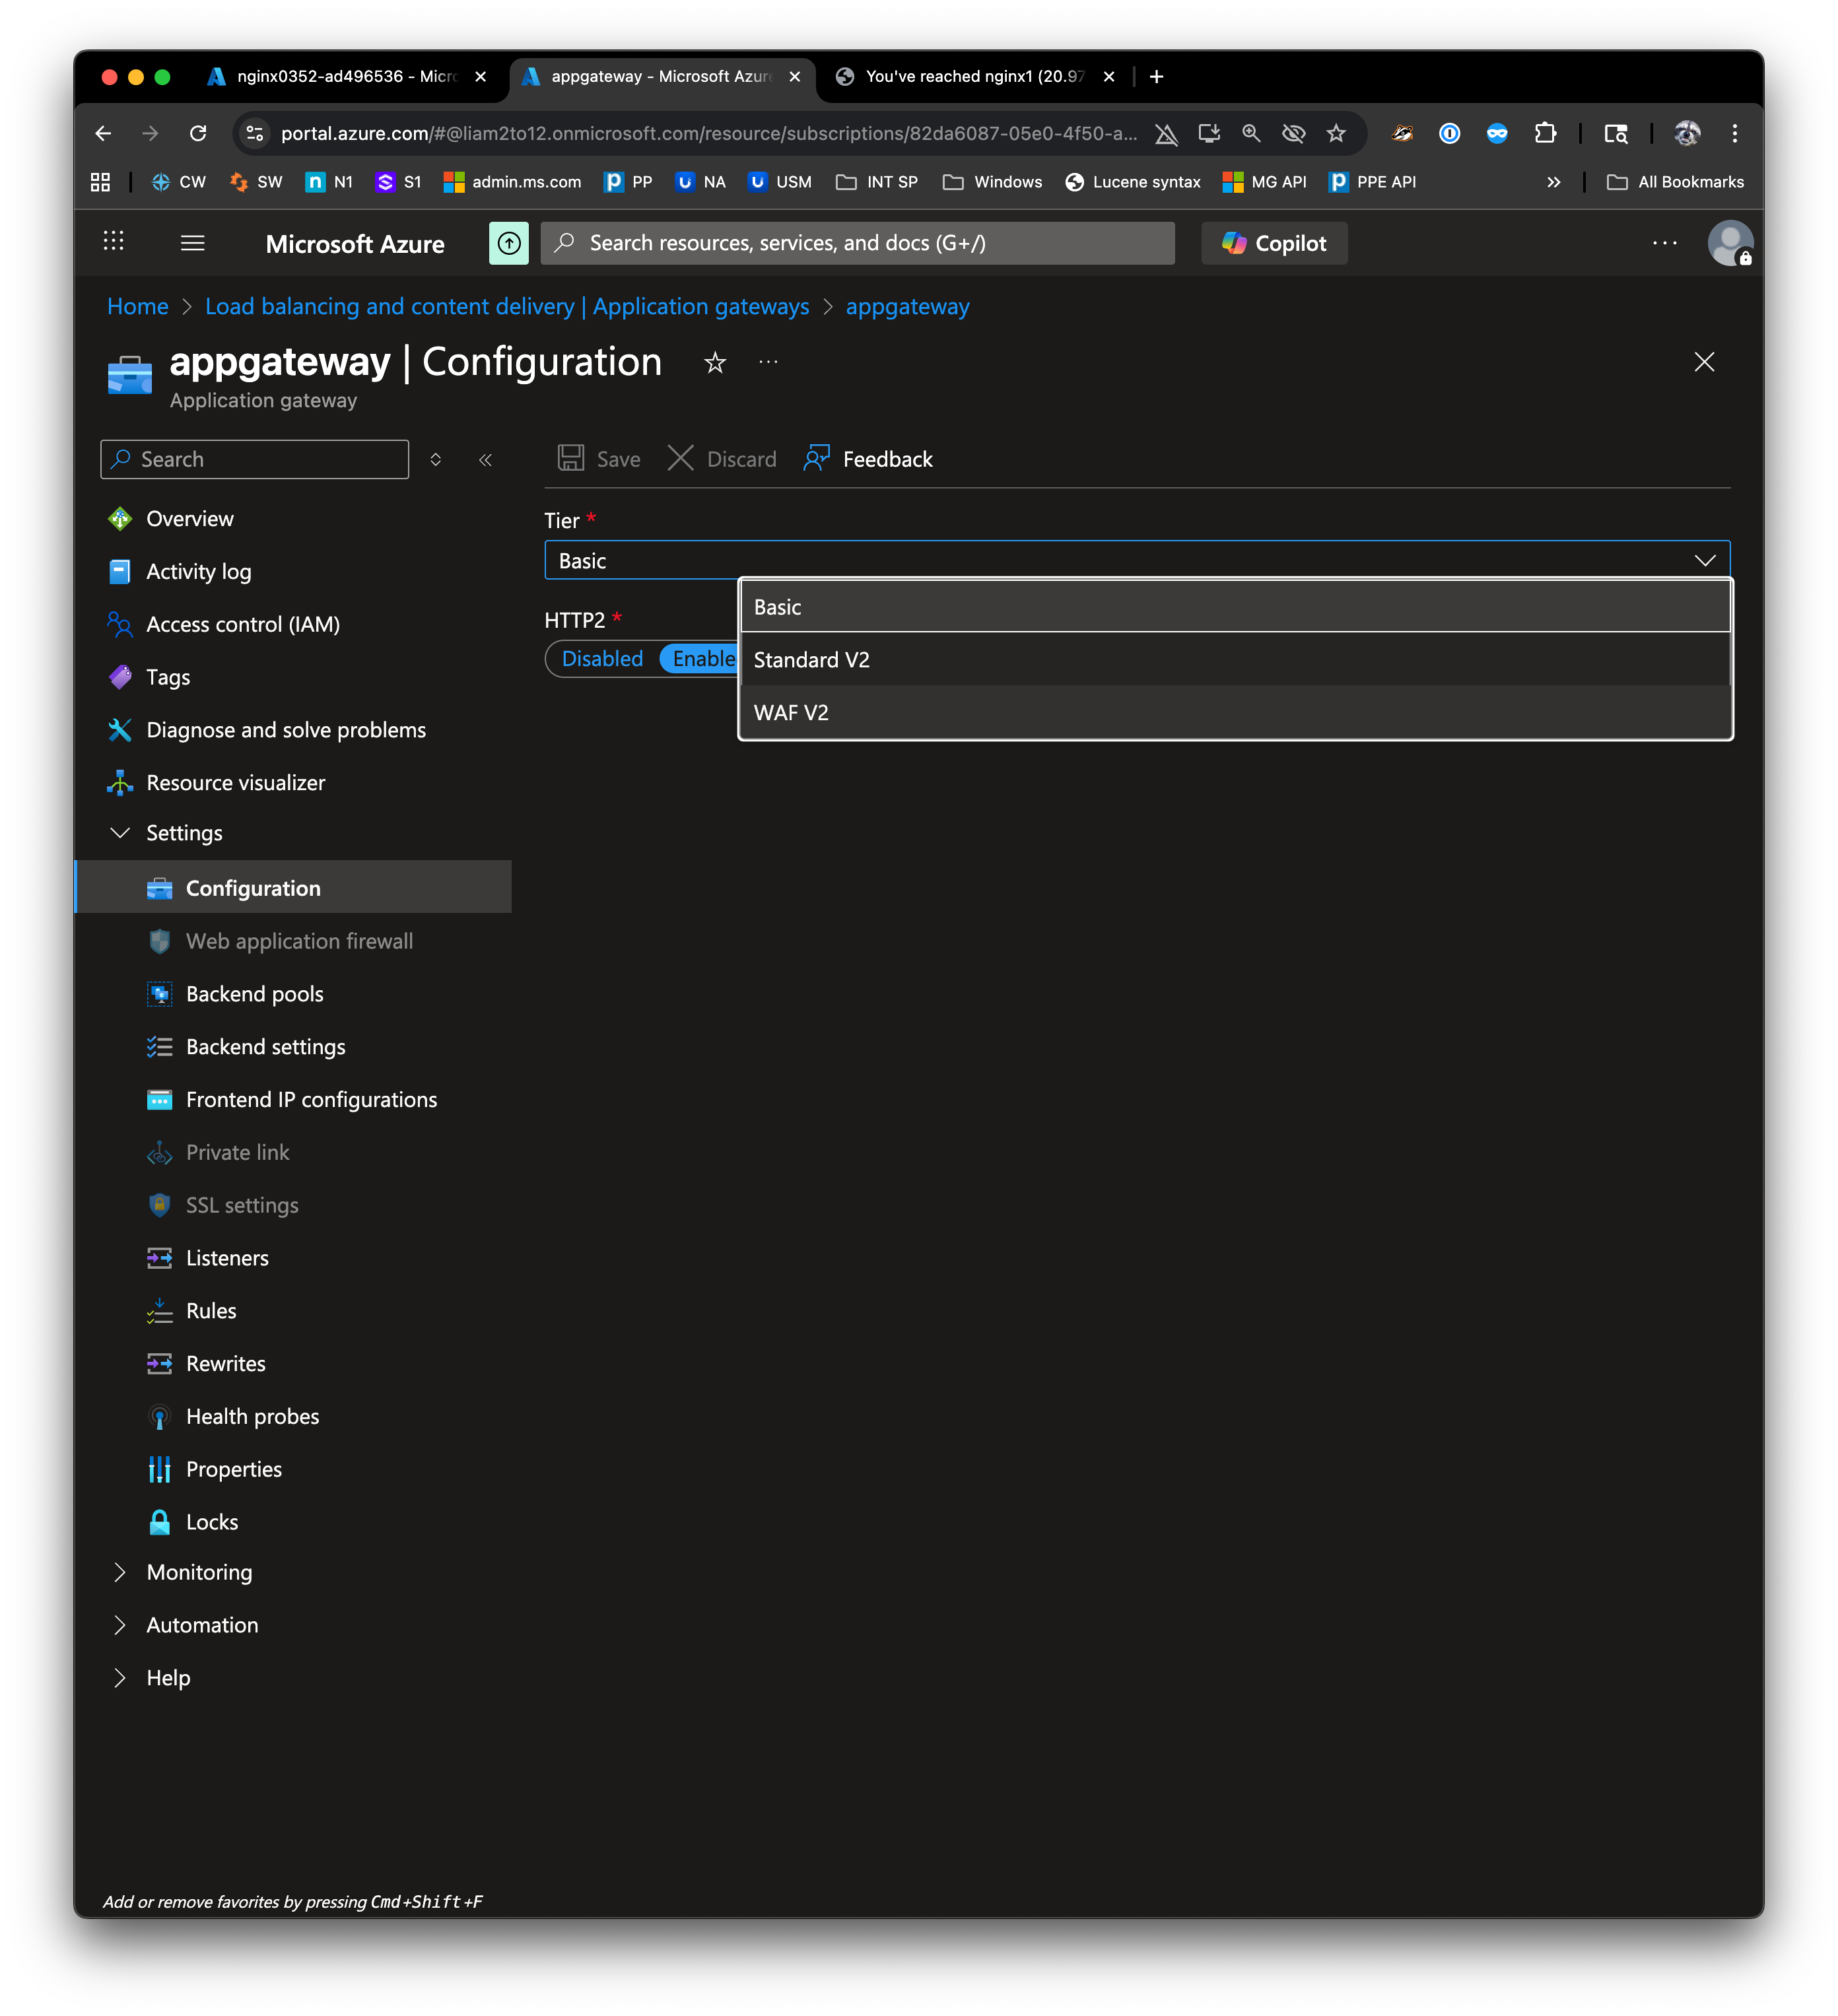 nginx0352-ad496536 - Micro
appgateway - Microsoft Azure
You've reached nginx1 (20.97
portal.azure.com/#@liam2to12.onmicrosoft.com/resource/subscriptions/82da6087-05e0-4f50-a...
CW SW N1 S1 admin.ms.com PP NA USM INT SP Windows Lucene syntax MG API PPE API » All Bookmarks
Microsoft Azure
Search resources, services, and docs (G+/)
Copilot
Home > Load balancing and content delivery | Application gateways > appgateway
appgateway | Configuration
Application gateway
Search
Save Discard Feedback
Overview
Activity log
Access control (IAM)
Tags
Diagnose and solve problems
Resource visualizer
Settings
Configuration
Web application firewall
Backend pools
Backend settings
Frontend IP configurations
Private link
SSL settings
Listeners
Rules
Rewrites
Health probes
Properties
Locks
Monitoring
Automation
Help
Tier *
Basic
HTTP2 *
Disabled Enable
Basic
Standard V2
WAF V2
Add or remove favorites by pressing Cmd+Shift+F